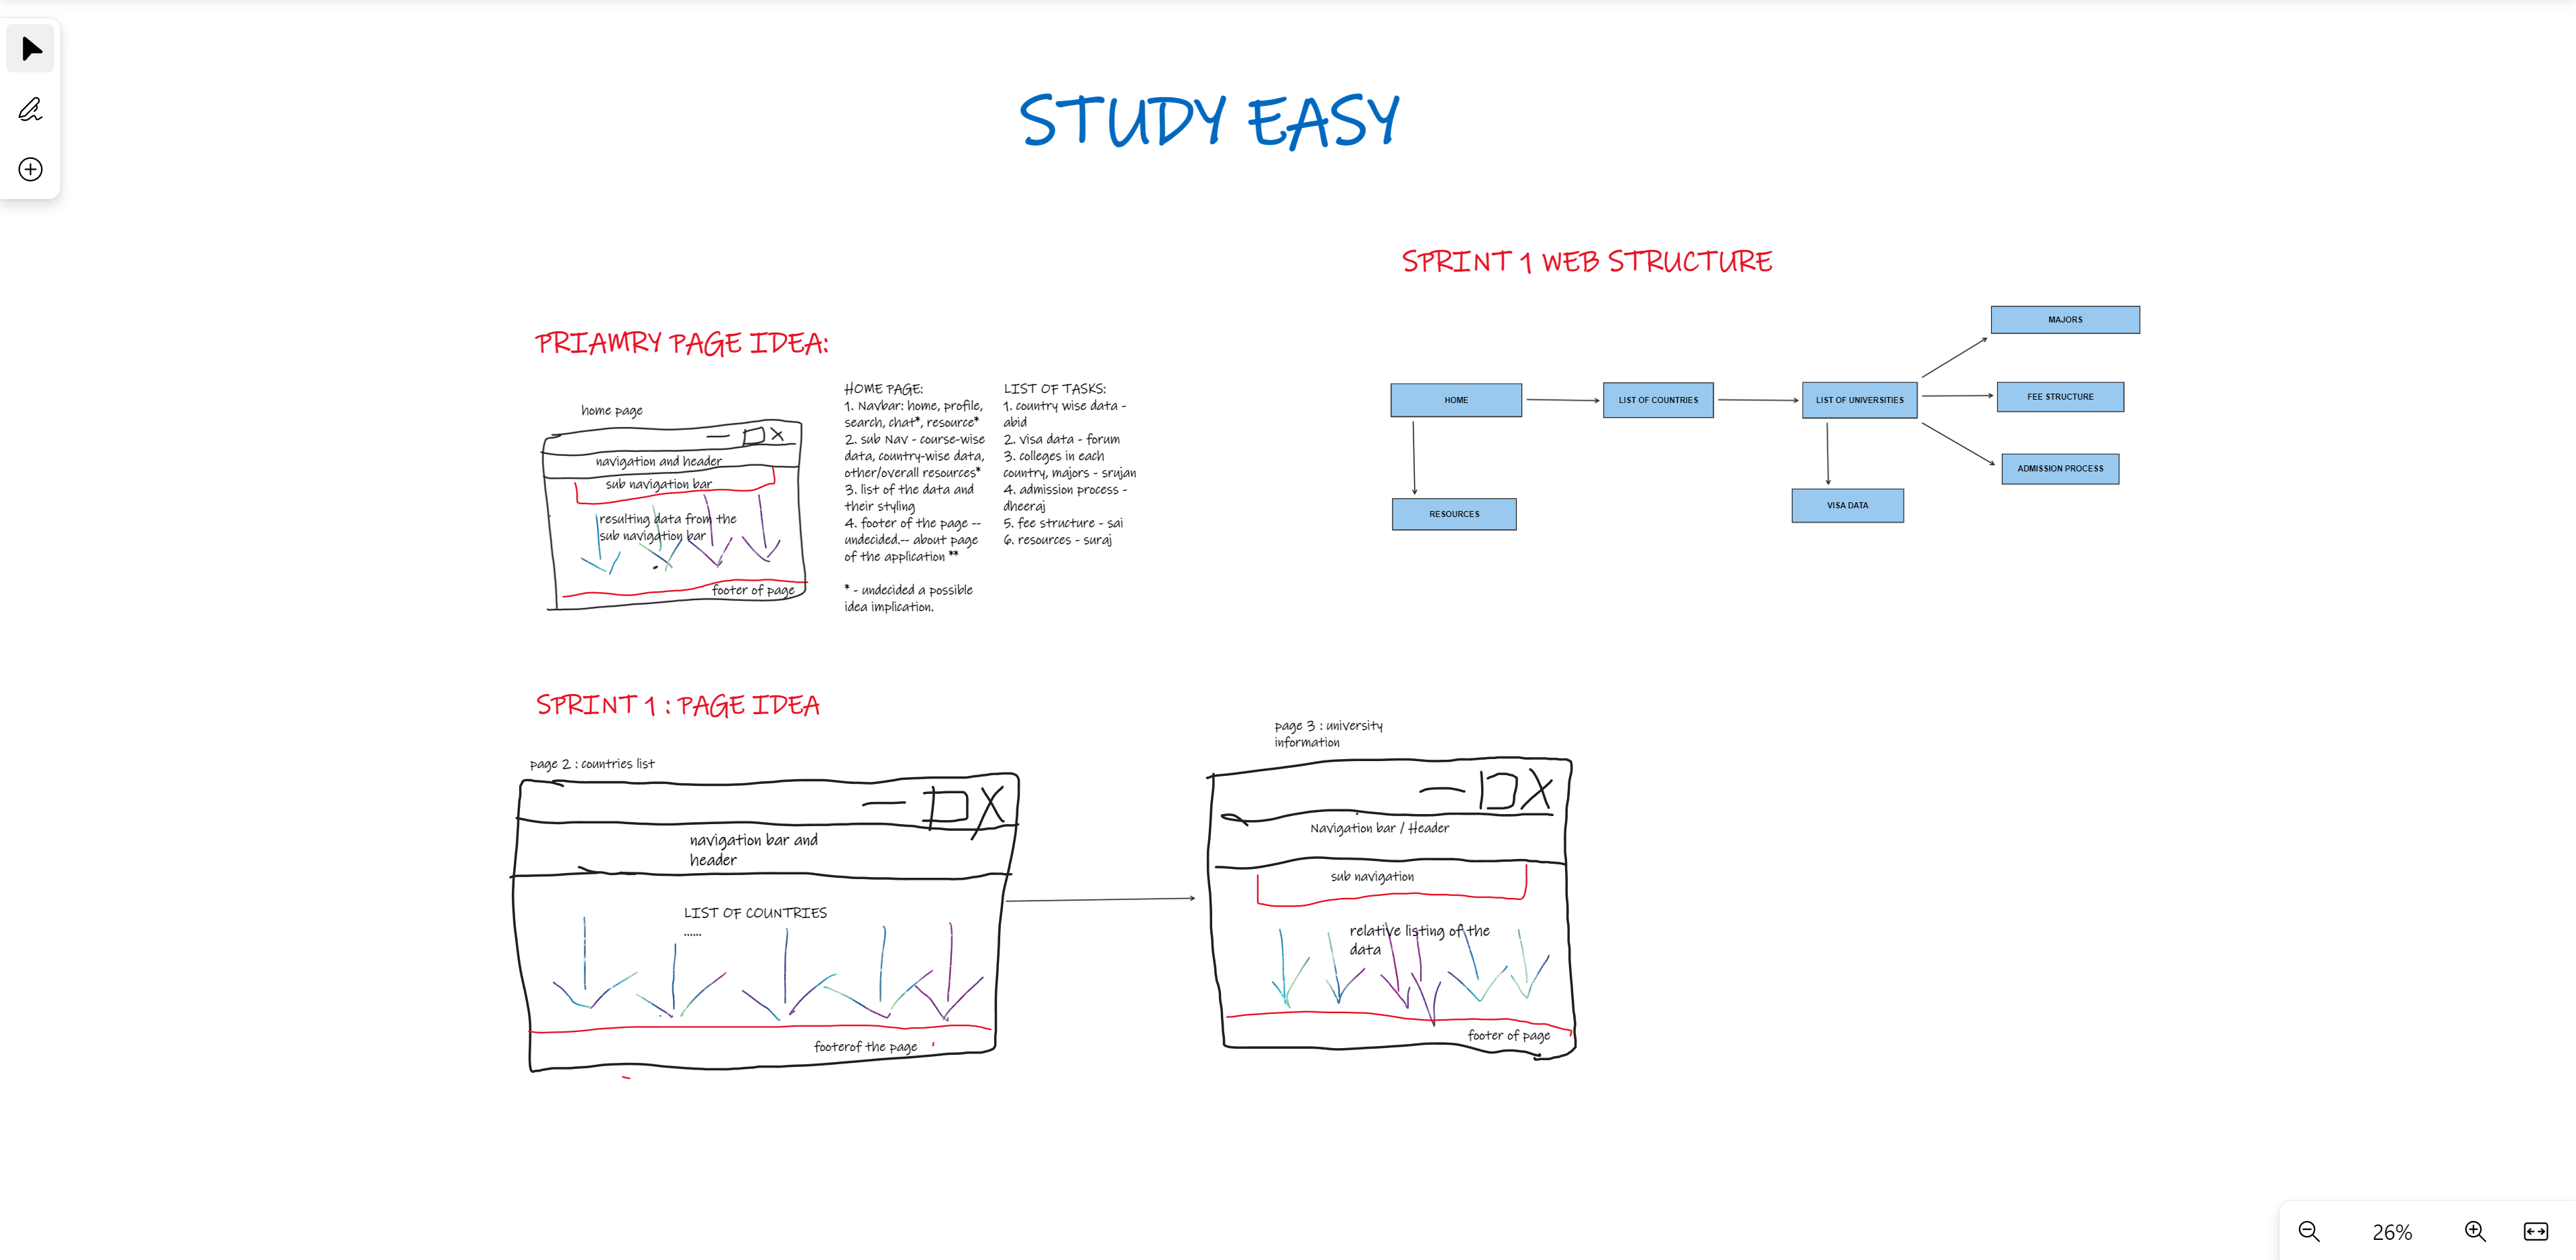 STUDY EASY
SPRINT 1 WEB STRUCTURE
MAJORS
HOME
LIST OF COUNTRIES
LIST OF UNIVERSITIES
FEE STRUCTURE
ADMISSION PROCESS
RESOURCES
VISA DATA
PRIAMRY PAGE IDEA:
home page
navigation and header
sub navigation bar
resulting data from the
sub navigation bar
footer of page
HOME PAGE:
1. Navbar: home, profile,
search, chat*, resource*
2. sub Nav - course-wise
data, country-wise data,
other/overall resources*
3. list of the data and
their styling
4. footer of the page --
undecided.-- about page
of the application **
* - undecided a possible
idea implication.
LIST OF TASKS:
1. country wise data -
abid
2. visa data - forum
3. colleges in each
country, majors - srujan
4. admission process -
dheeraj
5. fee structure - sai
6. resources - suraj
SPRINT 1 : PAGE IDEA
page 2 : countries list
navigation bar and
header
LIST OF COUNTRIES
......
footerof the page
page 3 : university
information
Navigation bar / Header
sub navigation
relative listing of the
data
footer of page
26%